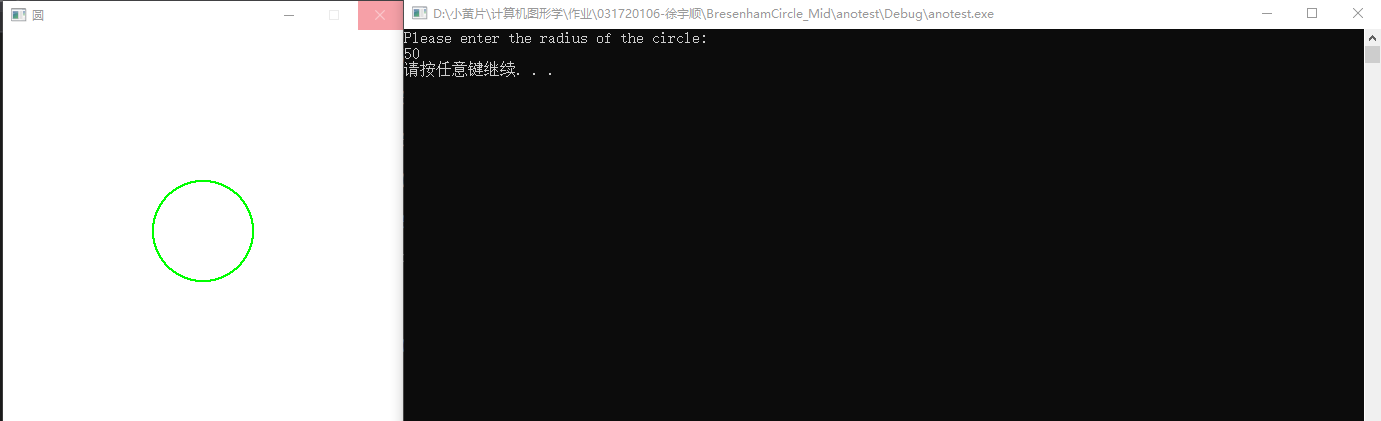 圆
D:\小黄片\计算机图形学\作业\031720106-徐宇顺\BresenhamCircle_Mid\anotest\Debug\anotest.exe
Please enter the radius of the circle:
50
请按任意键继续. . .